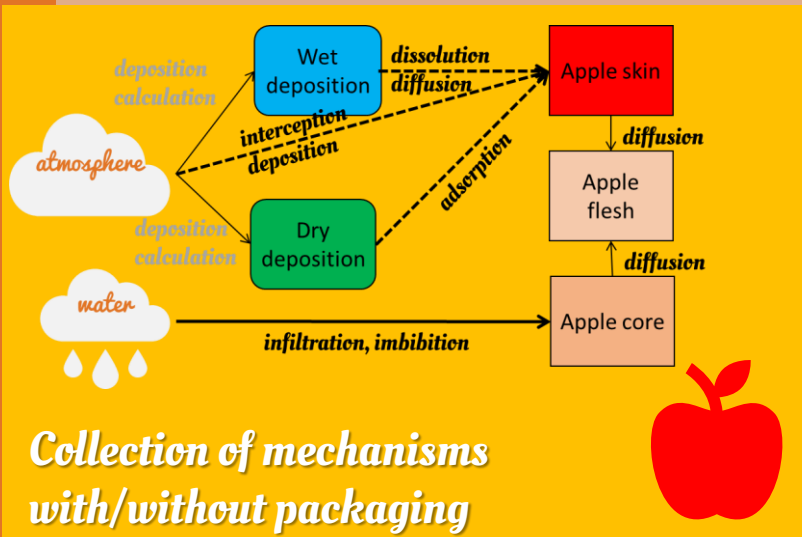 deposition
calculation
Wet
deposition
dissolution
diffusion
Apple skin
interception
deposition
diffusion
atmosphere
adsorption
Apple
flesh
deposition
calculation
Dry
deposition
diffusion
water
infiltration, imbibition
Apple core
Collection of mechanisms
with/without packaging